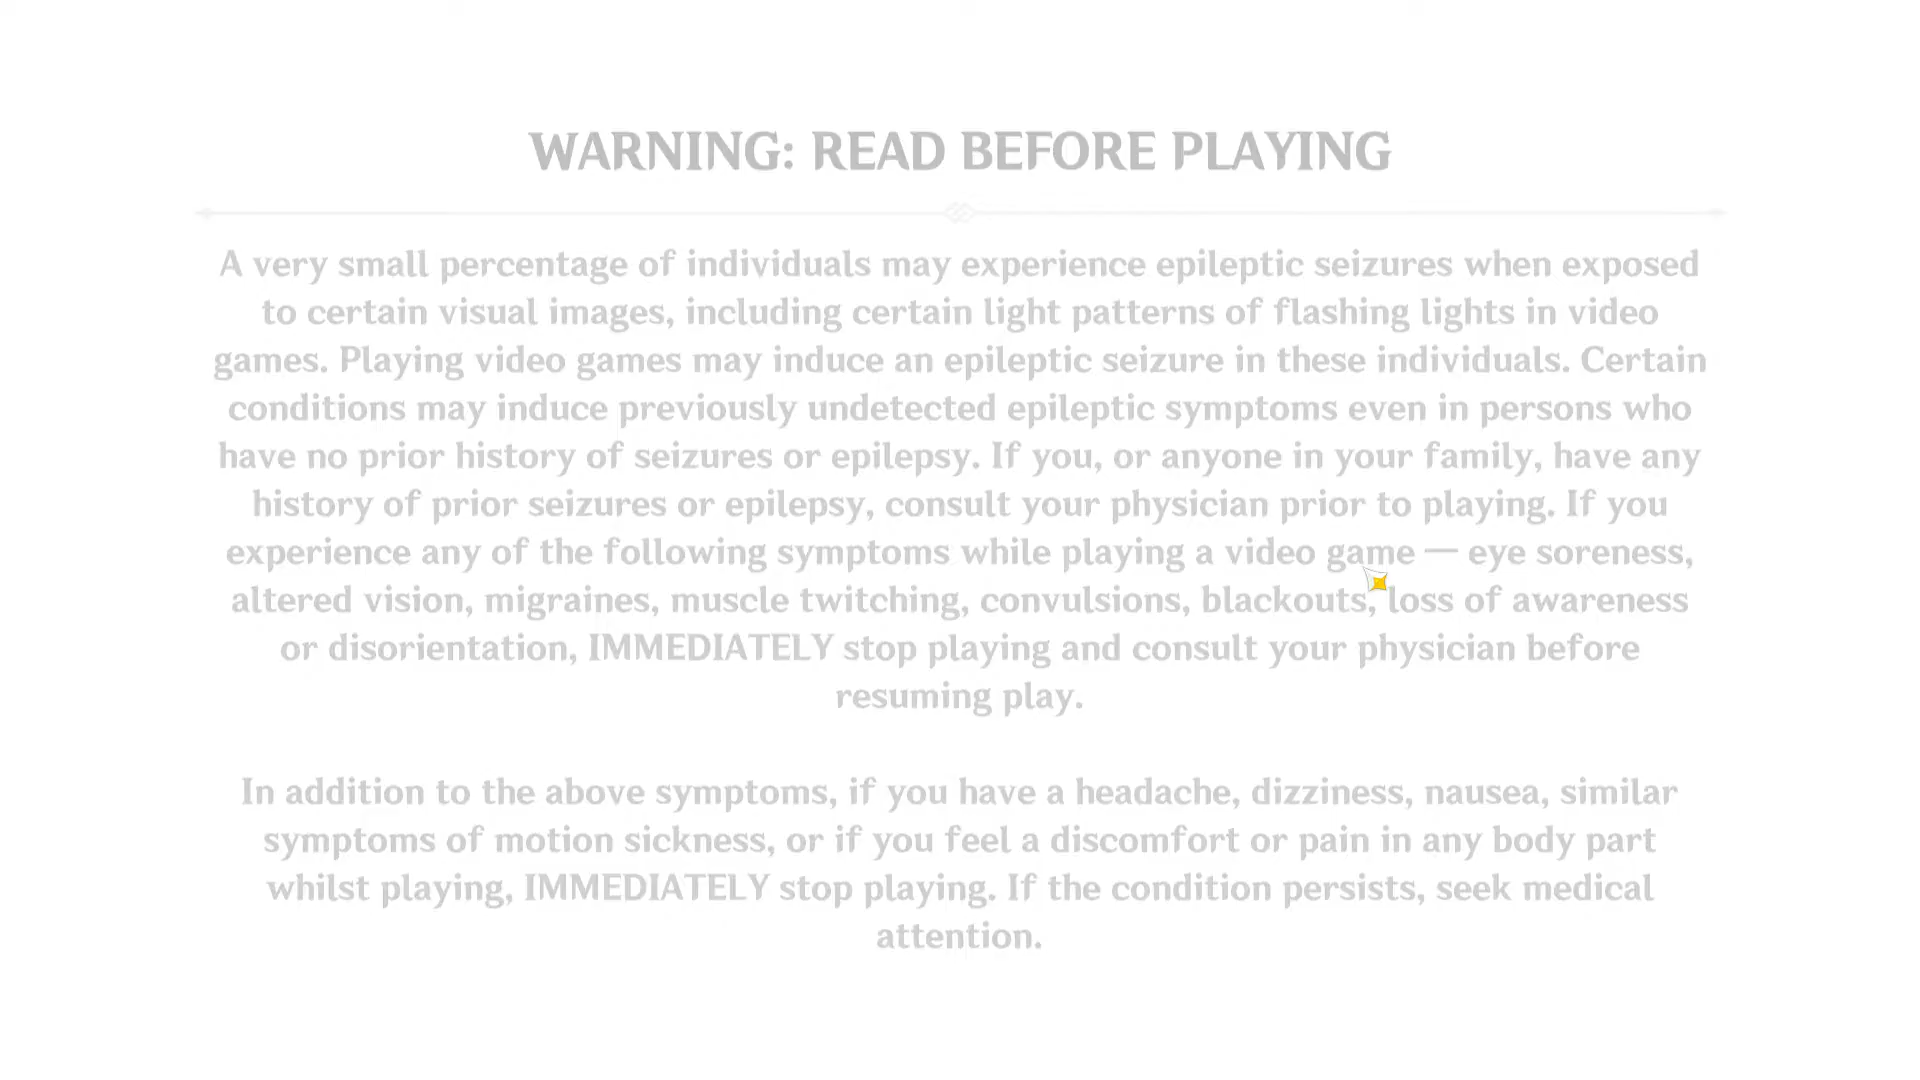 WARNING: READ BEFORE PLAYING
A very small percentage of individuals may experience epileptic seizures when exposed
to certain visual images, including certain light patterns of flashing lights in video
games. Playing video games may induce an epileptic seizure in these individuals. Certain
conditions may induce previously undetected epileptic symptoms even in persons who
have no prior history of seizures or epilepsy. If you, or anyone in your family, have any
history of prior seizures or epilepsy, consult your physician prior to playing. If you
experience any of the following symptoms while playing a video game — eye soreness,
altered vision, migraines, muscle twitching, convulsions, blackouts, loss of awareness
or disorientation, IMMEDIATELY stop playing and consult your physician before
resuming play.
In addition to the above symptoms, if you have a headache, dizziness, nausea, similar
symptoms of motion sickness, or if you feel a discomfort or pain in any body part
whilst playing, IMMEDIATELY stop playing. If the condition persists, seek medical
attention.